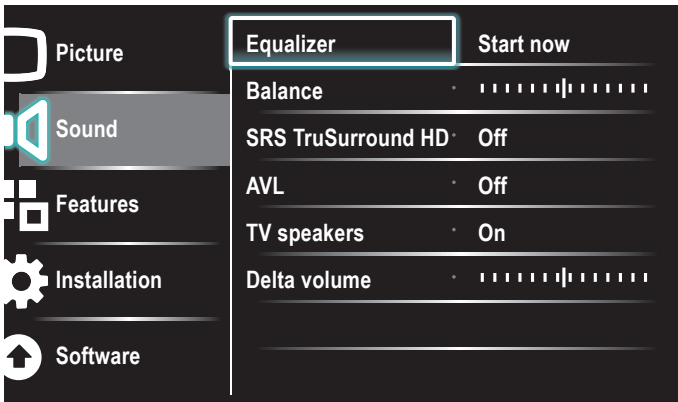 Picture
Sound
Features
Installation
Software
Equalizer Start now
Balance
SRS TruSurround HD Off
AVL Off
TV speakers On
Delta volume